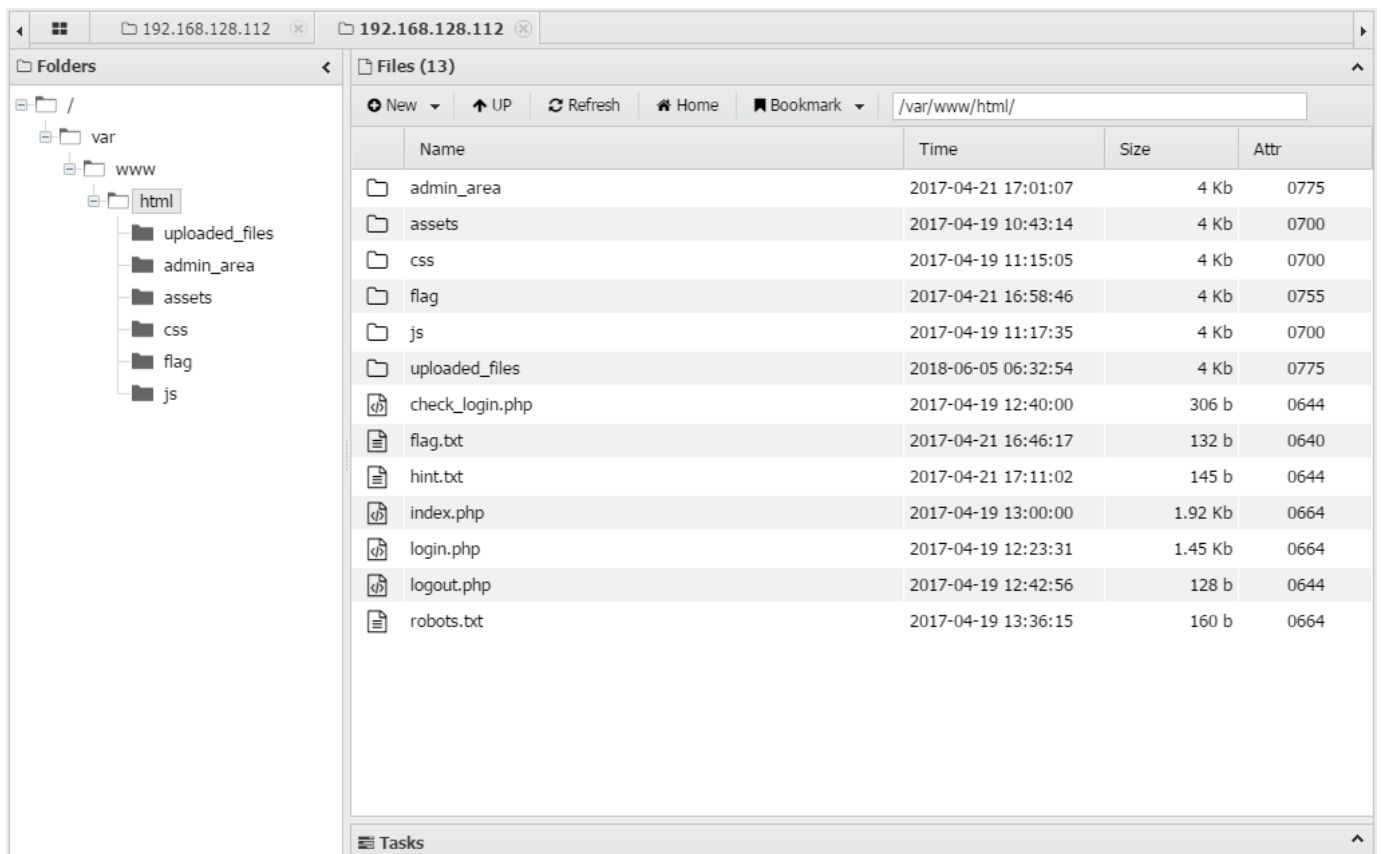 192.168.128.112 192.168.128.112
Folders
/
var
www
html
uploaded_files
admin_area
assets
css
flag
js
Files (13)
New UP Refresh Home Bookmark /var/www/html/
Name Time Size Attr
admin_area 2017-04-21 17:01:07 4 Kb 0775
assets 2017-04-19 10:43:14 4 Kb 0700
css 2017-04-19 11:15:05 4 Kb 0700
flag 2017-04-21 16:58:46 4 Kb 0755
js 2017-04-19 11:17:35 4 Kb 0700
uploaded_files 2018-06-05 06:32:54 4 Kb 0775
check_login.php 2017-04-19 12:40:00 306 b 0644
flag.txt 2017-04-21 16:46:17 132 b 0640
hint.txt 2017-04-21 17:11:02 145 b 0644
index.php 2017-04-19 13:00:00 1.92 Kb 0664
login.php 2017-04-19 12:23:31 1.45 Kb 0664
logout.php 2017-04-19 12:42:56 128 b 0644
robots.txt 2017-04-19 13:36:15 160 b 0664
Tasks